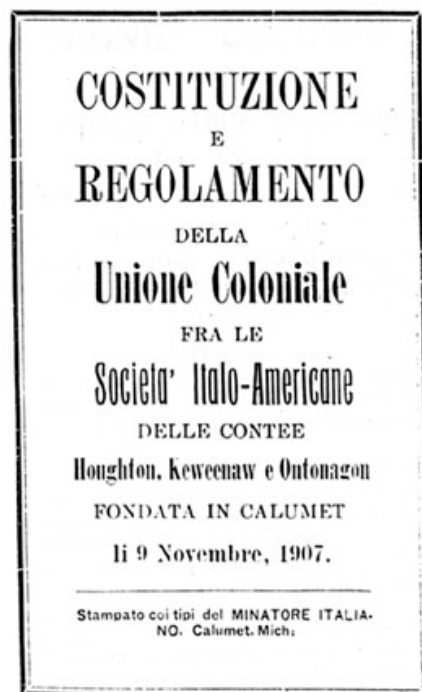 COSTITUZIONE
E
REGOLAMENTO
DELLA
Unione Coloniale
FRA LE
Societa' Italo-Americane
DELLE CONTEE
Houghton, Keweenaw e Ontonagon
FONDATA IN CALUMET
li 9 Novembre, 1907.
Stampato coi tipi del MINATORE ITALIA-
NO. Calumet, Mich.